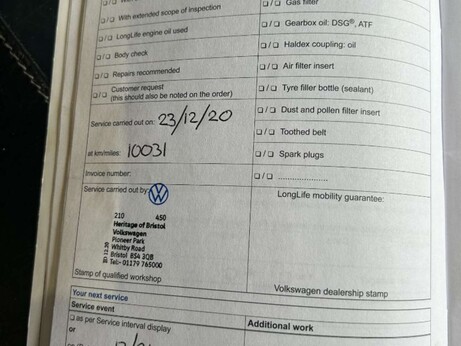 Gas filter
With extended scope of inspection
Gearbox oil: DSG®, ATF
LongLife engine oil used
Haldex coupling: oil
Body check
Air filter insert
Repairs recommended
Tyre filler bottle (sealant)
Customer request
(this should also be noted on the order)
Dust and pollen filter insert
Service carried out on: 23/12/20
Toothed belt
at km/miles: 10031
Spark plugs
Invoice number:
Service carried out by:
LongLife mobility guarantee:
210 450
Heritage of Bristol
Volkswagen
Pioneer Park
Whitby Road
Bristol BS4 3QB
Tel:- 01179 765000
Stamp of qualified workshop
Volkswagen dealership stamp
Your next service
Service event
as per Service interval display
Additional work
or